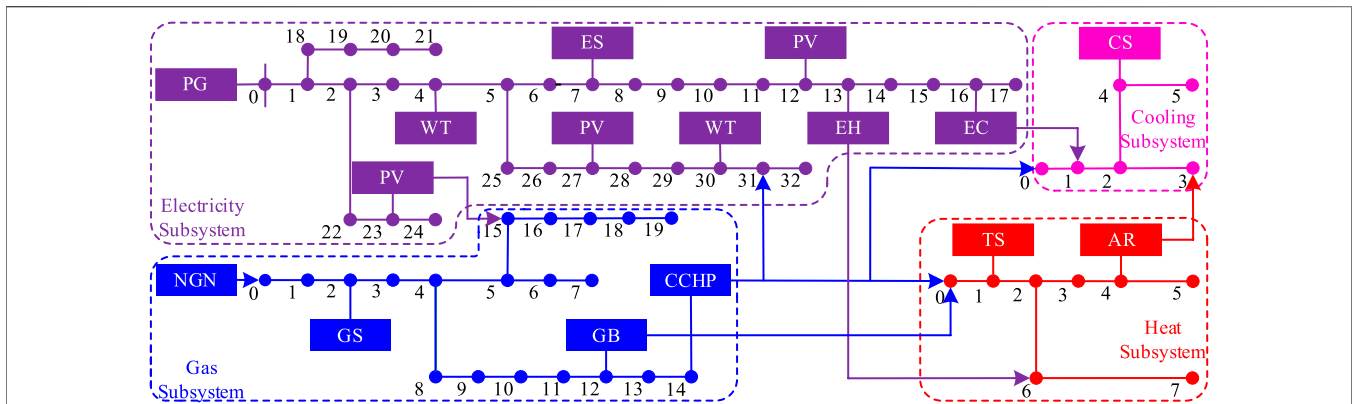 18 19 20 21
ES PV CS
PG 0 1 2 3 4 5 6 7 8 9 10 11 12 13 14 15 16 17 4 5
WT PV WT EH EC Cooling
Subsystem
PV 25 26 27 28 29 30 31 32 0 1 2 3
Electricity
Subsystem
22 23 24 15 16 17 18 19
TS AR
NGN 0 1 2 3 4 5 6 7 CCHP 0 1 2 3 4 5
GS GB Heat
Subsystem
Gas
Subsystem
8 9 10 11 12 13 14 6 7